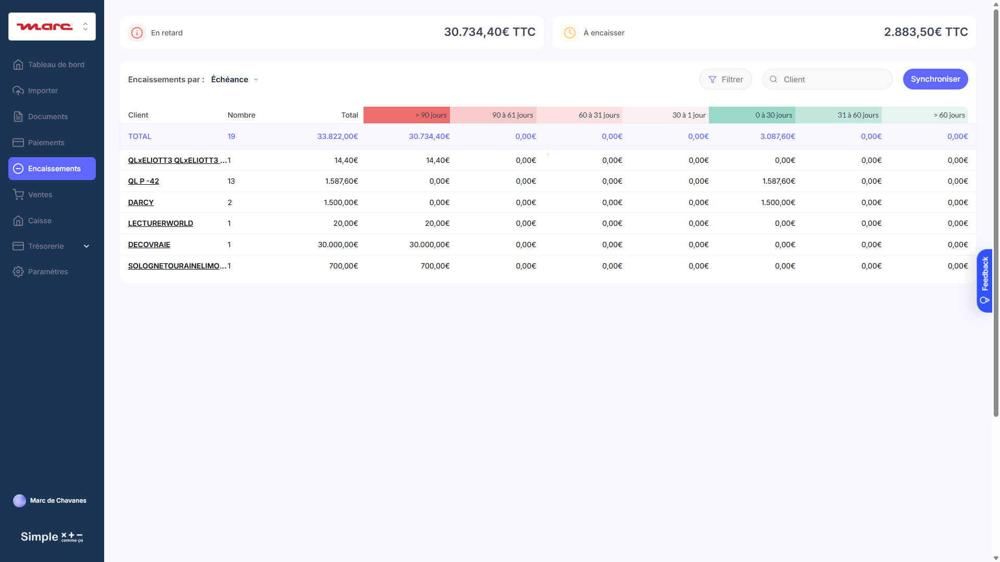 marc
En retard
30.734,40€ TTC
À encaisser
2.883,50€ TTC
Tableau de bord
Importer
Documents
Paiements
Encaissements
Ventes
Caisse
Trésorerie
Paramètres
Marc de Chavanes
Simple comme ça
Encaissements par : Échéance
Filtrer
Client
Synchroniser
Client Nombre Total > 90 jours 90 à 61 jours 60 à 31 jours 30 à 1 jour 0 à 30 jours 31 à 60 jours > 60 jours
TOTAL 19 33.822,00€ 30.734,40€ 0,00€ 0,00€ 0,00€ 3.087,60€ 0,00€ 0,00€
QLxELIOTT3 QLxELIOTT3 ... 1 14,40€ 14,40€ 0,00€ 0,00€ 0,00€ 0,00€ 0,00€ 0,00€
QL P -42 13 1.587,60€ 0,00€ 0,00€ 0,00€ 0,00€ 1.587,60€ 0,00€ 0,00€
DARCY 2 1.500,00€ 0,00€ 0,00€ 0,00€ 0,00€ 1.500,00€ 0,00€ 0,00€
LECTURERWORLD 1 20,00€ 20,00€ 0,00€ 0,00€ 0,00€ 0,00€ 0,00€ 0,00€
DECOVRAIE 1 30.000,00€ 30.000,00€ 0,00€ 0,00€ 0,00€ 0,00€ 0,00€ 0,00€
SOLOGNETOURAINELIMO... 1 700,00€ 700,00€ 0,00€ 0,00€ 0,00€ 0,00€ 0,00€ 0,00€
Feedback